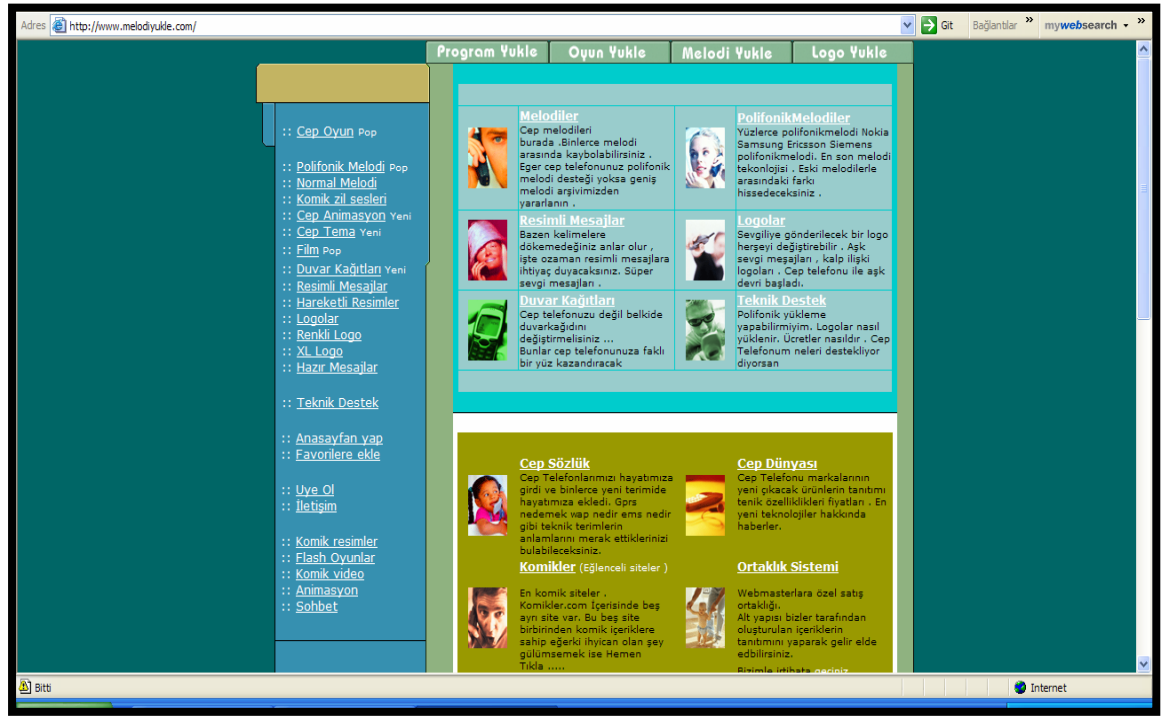 Adres http://www.melodiyukle.com/ Git Bağlantılar » mywebsearch »
Program Yukle Oyun Yukle Melodi Yukle Logo Yukle
:: Cep Oyun Pop
:: Polifonik Melodi Pop
:: Normal Melodi
:: Komik zil sesleri
:: Cep Animasyon Yeni
:: Cep Tema Yeni
:: Film Pop
:: Duvar Kağıtları Yeni
:: Resimli Mesajlar
:: Hareketli Resimler
:: Logolar
:: Renkli Logo
:: XL Logo
:: Hazır Mesajlar
:: Teknik Destek
:: Anasayfan yap
:: Favorilere ekle
:: Uye Ol
:: İletişim
:: Komik resimler
:: Flash Oyunlar
:: Komik video
:: Animasyon
:: Sohbet
Melodiler
Cep melodileri
burada .Binlerce melodi
arasında kaybolabilirsiniz .
Eger cep telefonunuz polifonik
melodi desteği yoksa geniş
melodi arşivimizden
yararlanın .
PolifonikMelodiler
Yüzlerce polifonikmelodi Nokia
Samsung Ericsson Siemens
polifonikmelodi. En son melodi
tekonlojisi . Eski melodilerle
arasındaki farkı
hissedeceksiniz .
Resimli Mesajlar
Bazen kelimelere
dökemedeğiniz anlar olur ,
işte ozaman resimli mesajlara
ihtiyaç duyacaksınız. Süper
sevgi mesajları .
Logolar
Sevgiliye gönderilecek bir logo
herşeyi değiştirebilir . Aşk
sevgi meşajları , kalp ilişki
logoları . Cep telefonu ile aşk
devri başladı.
Duvar Kağıtları
Cep telefonuzu değil belkide
duvarkağıdını
değiştirmelisiniz ...
Bunlar cep telefonunuza faklı
bir yüz kazandıracak
Teknik Destek
Polifonik yükleme
yapabilirmiyim. Logolar nasıl
yüklenir. Ücretler nasıldır . Cep
Telefonum neleri destekliyor
diyorsan
Cep Sözlük
Cep Telefonlarımızı hayatımıza
girdi ve binlerce yeni terimide
hayatımıza ekledi. Gprs
nedemek wap nedir ems nedir
gibi teknik terimlerin
anlamlarını merak ettiklerinizi
bulabileceksiniz.
Cep Dünyası
Cep Telefonu markalarının
yeni çıkacak ürünlerin tanıtımı
tenik özelliklikleri fiyatları . En
yeni teknolojiler hakkında
haberler.
Komikler (Eğlenceli siteler )
En komik siteler .
Komikler.com İçerisinde beş
ayrı site var. Bu beş site
birbirinden komik içeriklere
sahip eğerki ihyican olan şey
gülümsemek ise Hemen
Tıkla .....
Ortaklık Sistemi
Webmasterlara özel satış
ortaklığı.
Alt yapısı bizler tarafından
oluşturulan içeriklerin
tanıtımını yaparak gelir elde
edbilirsiniz.
Bizimle irtibata geçiniz
Bitti Internet